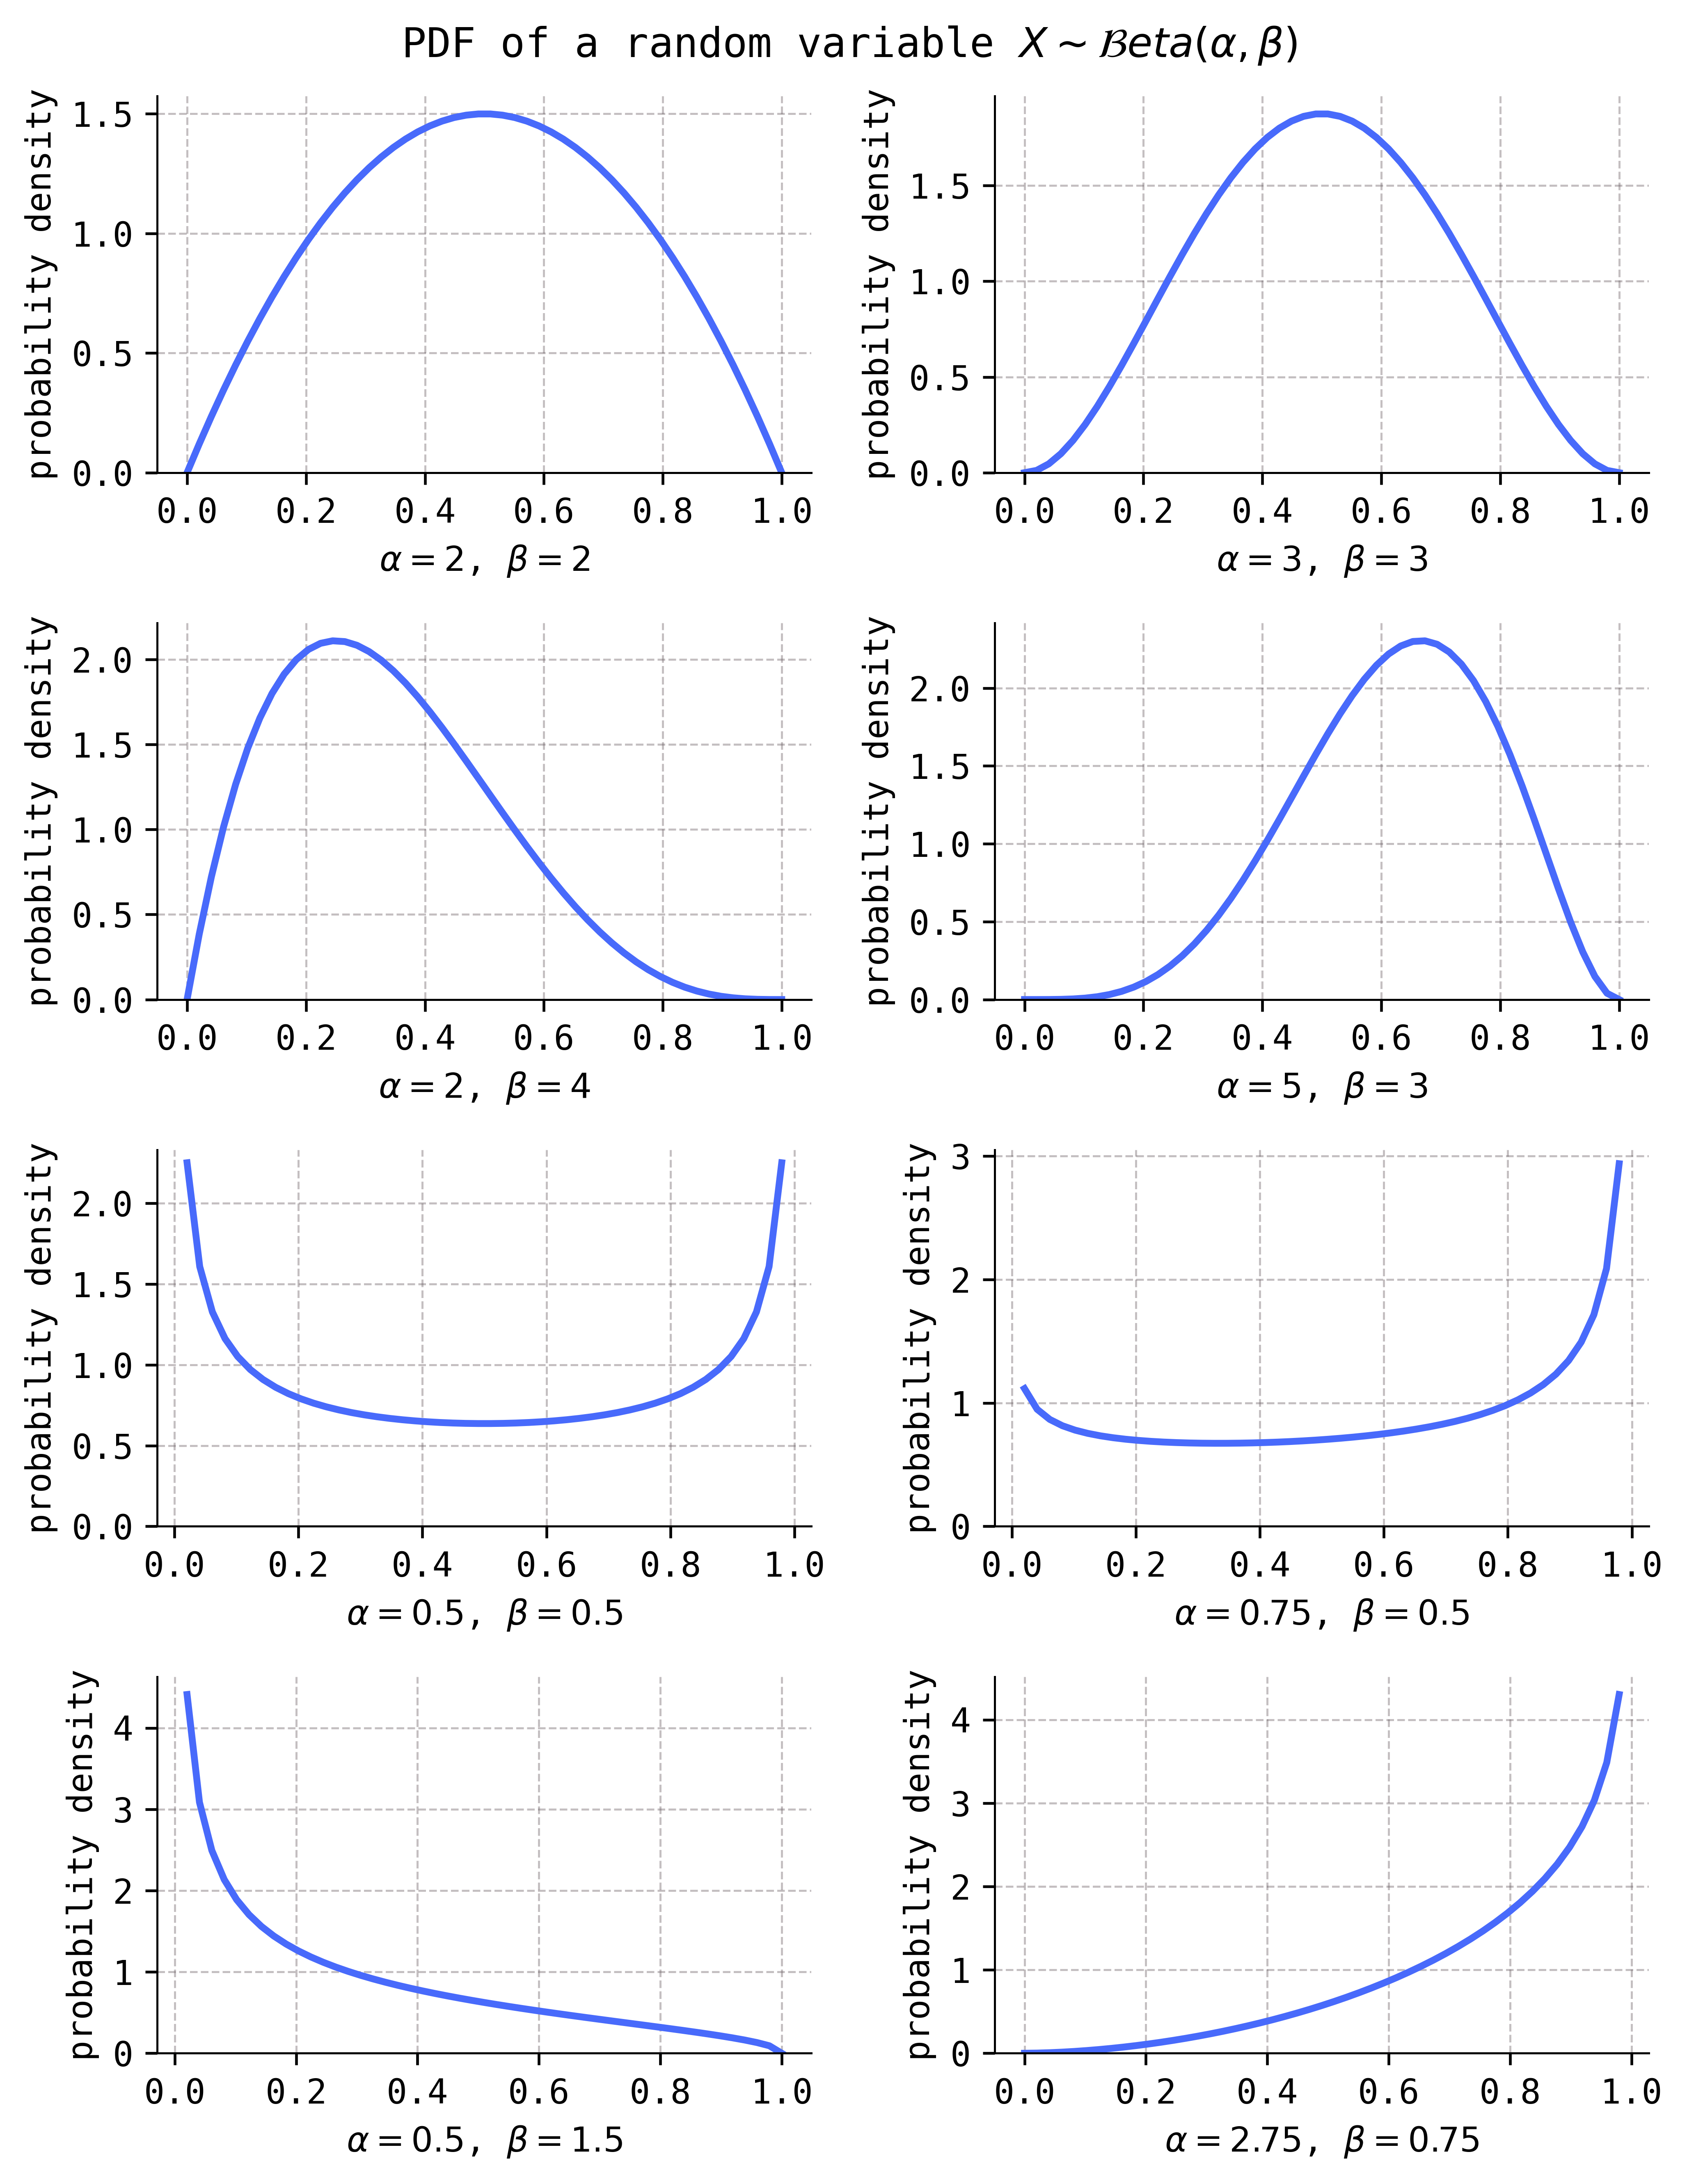 PDF of a random variable X ~ ℬeta(α, β)
probability density
1.5
1.0
0.5
0.0
0.0 0.2 0.4 0.6 0.8 1.0
α = 2, β = 2
probability density
1.5
1.0
0.5
0.0
0.0 0.2 0.4 0.6 0.8 1.0
α = 3, β = 3
probability density
2.0
1.5
1.0
0.5
0.0
0.0 0.2 0.4 0.6 0.8 1.0
α = 2, β = 4
probability density
2.0
1.5
1.0
0.5
0.0
0.0 0.2 0.4 0.6 0.8 1.0
α = 5, β = 3
probability density
2.0
1.5
1.0
0.5
0.0
0.0 0.2 0.4 0.6 0.8 1.0
α = 0.5, β = 0.5
probability density
3
2
1
0
0.0 0.2 0.4 0.6 0.8 1.0
α = 0.75, β = 0.5
probability density
4
3
2
1
0
0.0 0.2 0.4 0.6 0.8 1.0
α = 0.5, β = 1.5
probability density
4
3
2
1
0
0.0 0.2 0.4 0.6 0.8 1.0
α = 2.75, β = 0.75